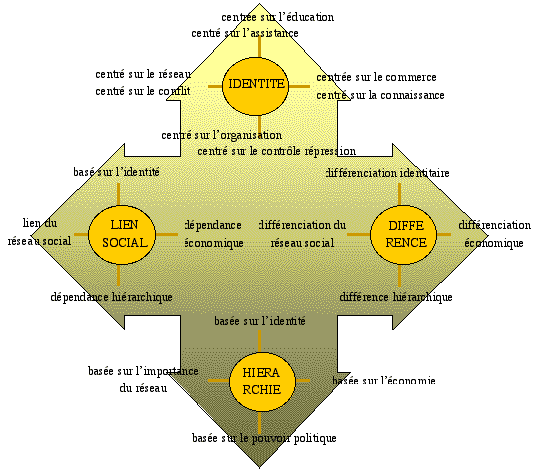 centrée sur l'éducation
centré sur l'assistance
centré sur le réseau
centré sur le conflit
IDENTITE
centrée sur le commerce
centré sur la connaissance
centré sur l'organisation
centré sur le contrôle répression
basé sur l'identité
lien du
réseau social
LIEN
SOCIAL
dépendance
économique
dépendance hiérarchique
différenciation identitaire
différenciation du
réseau social
DIFFE
RENCE
différenciation
économique
différence hiérarchique
basée sur l'identité
basée sur l'importance
du réseau
HIERA
RCHIE
basée sur l'économie
basée sur le pouvoir politique